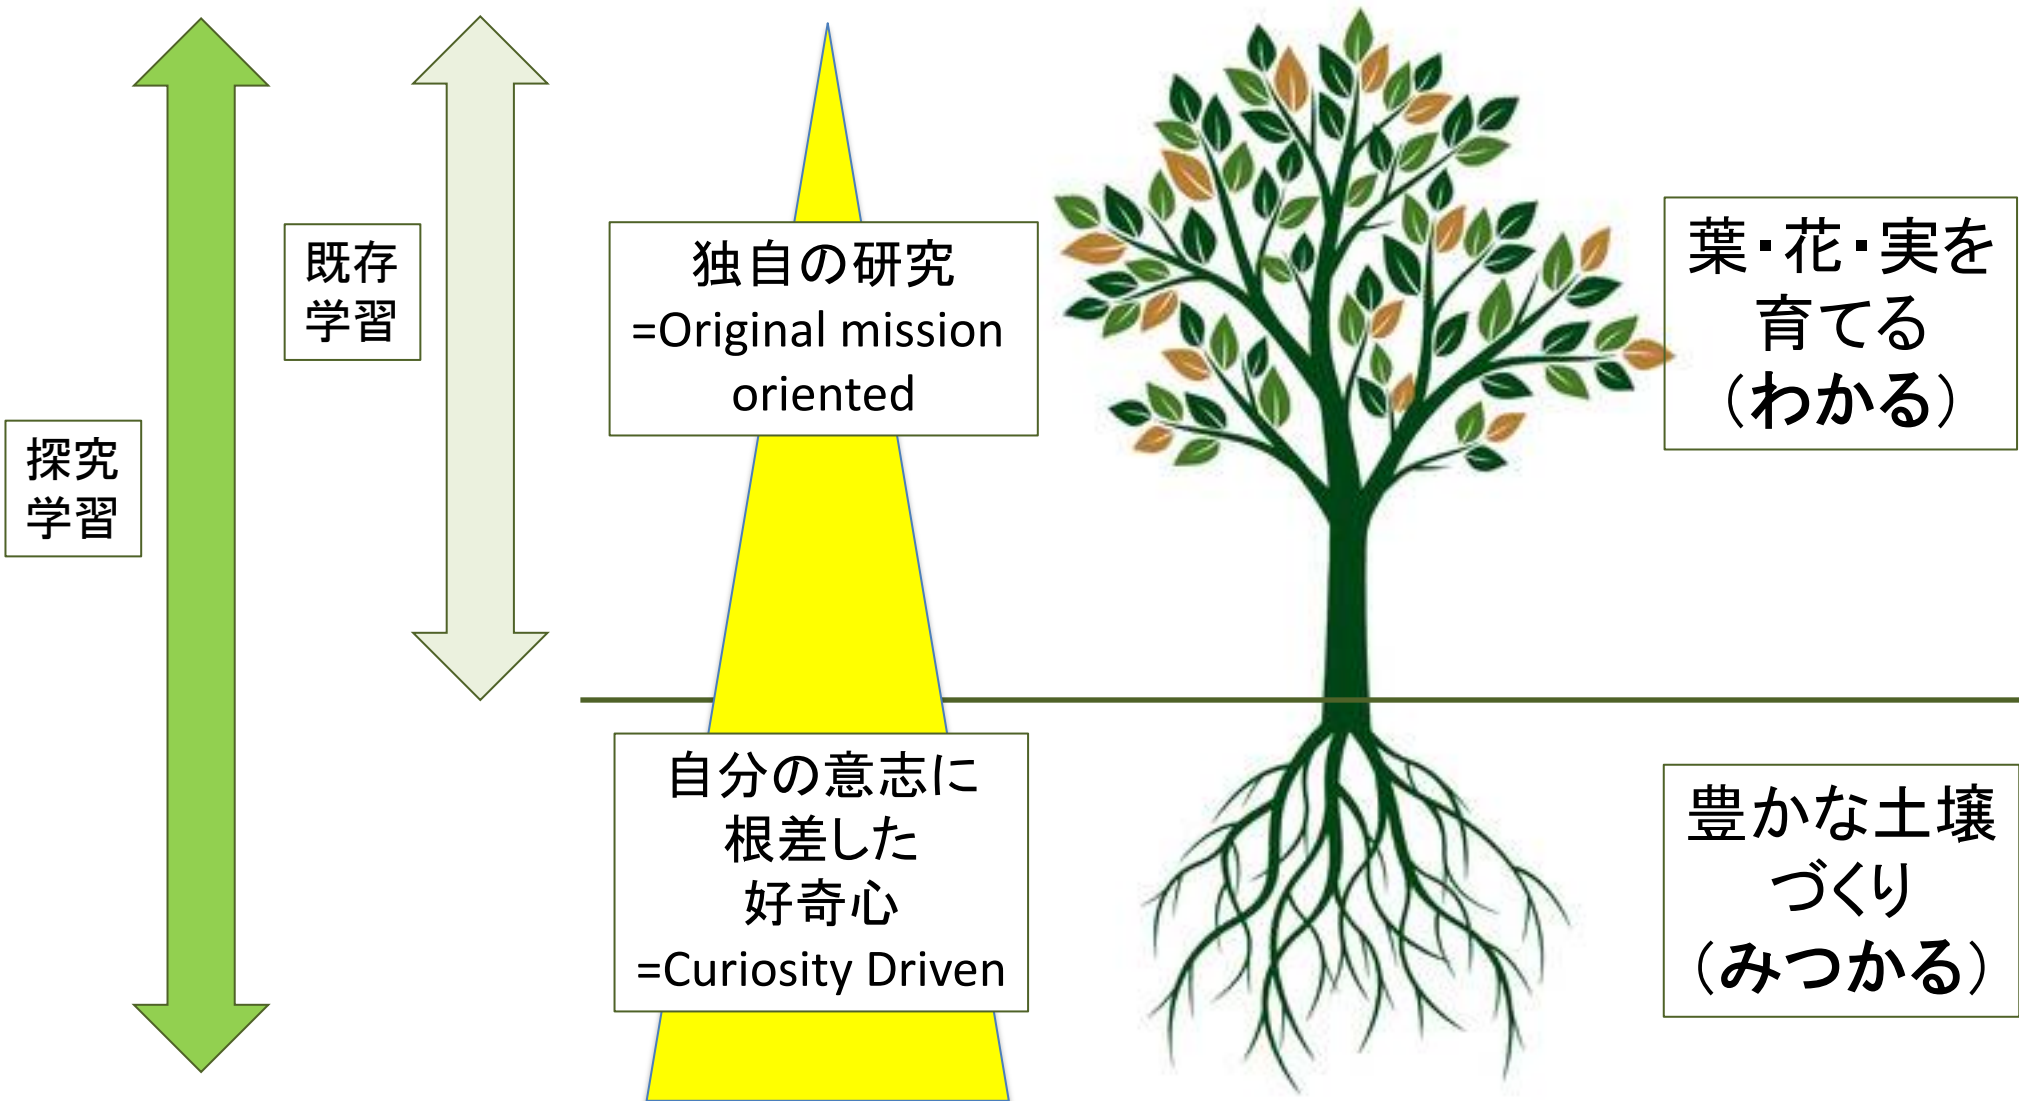 探究
学習
既存
学習
独自の研究
=Original mission
oriented
葉・花・実を
育てる
（わかる）
自分の意志に
根差した
好奇心
=Curiosity Driven
豊かな土壌
づくり
（みつかる）